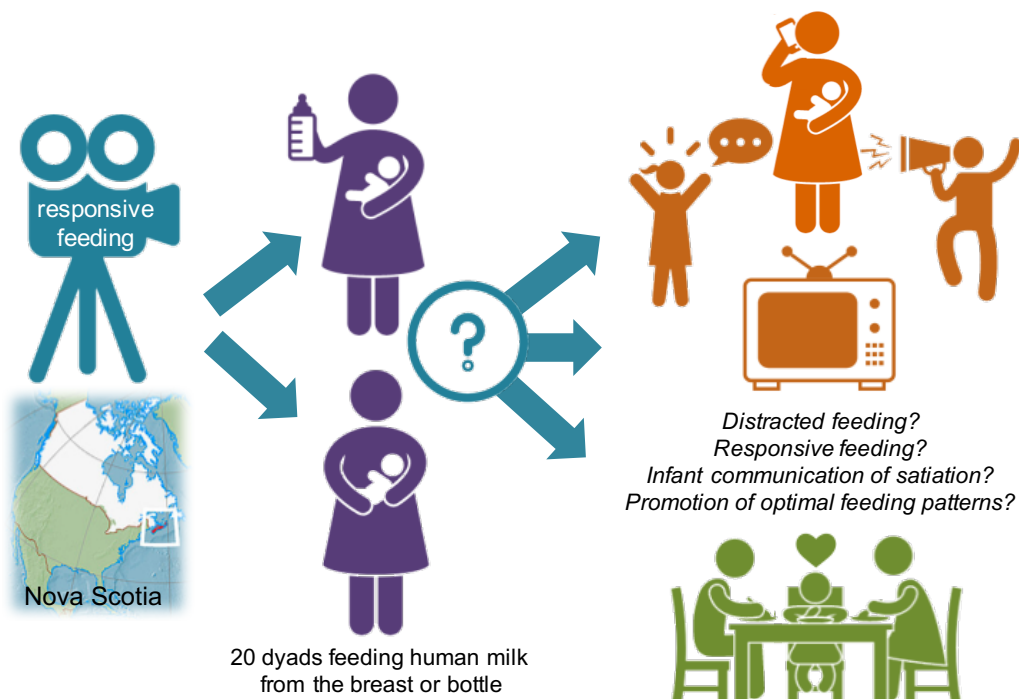 responsive
feeding
Nova Scotia
20 dyads feeding human milk
from the breast or bottle
?
Distracted feeding?
Responsive feeding?
Infant communication of satiation?
Promotion of optimal feeding patterns?